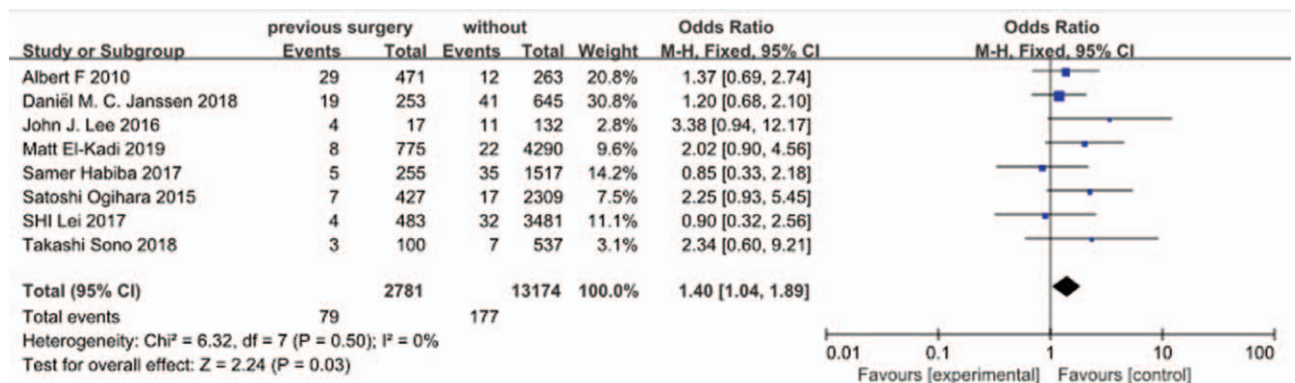 previous surgery without Odds Ratio Odds Ratio
Study or Subgroup Events Total Events Total Weight M-H, Fixed, 95% CI M-H, Fixed, 95% CI
Albert F 2010 29 471 12 263 20.8% 1.37 [0.69, 2.74]
Daniël M. C. Janssen 2018 19 253 41 645 30.8% 1.20 [0.68, 2.10]
John J. Lee 2016 4 17 11 132 2.8% 3.38 [0.94, 12.17]
Matt El-Kadi 2019 8 775 22 4290 9.6% 2.02 [0.90, 4.56]
Samer Habiba 2017 5 255 35 1517 14.2% 0.85 [0.33, 2.18]
Satoshi Ogihara 2015 7 427 17 2309 7.5% 2.25 [0.93, 5.45]
SHI Lei 2017 4 483 32 3481 11.1% 0.90 [0.32, 2.56]
Takashi Sono 2018 3 100 7 537 3.1% 2.34 [0.60, 9.21]
Total (95% CI) 2781 13174 100.0% 1.40 [1.04, 1.89]
Total events 79 177
Heterogeneity: Chi² = 6.32, df = 7 (P = 0.50); I² = 0%
Test for overall effect: Z = 2.24 (P = 0.03)
0.01 0.1 1 10 100
Favours [experimental] Favours [control]